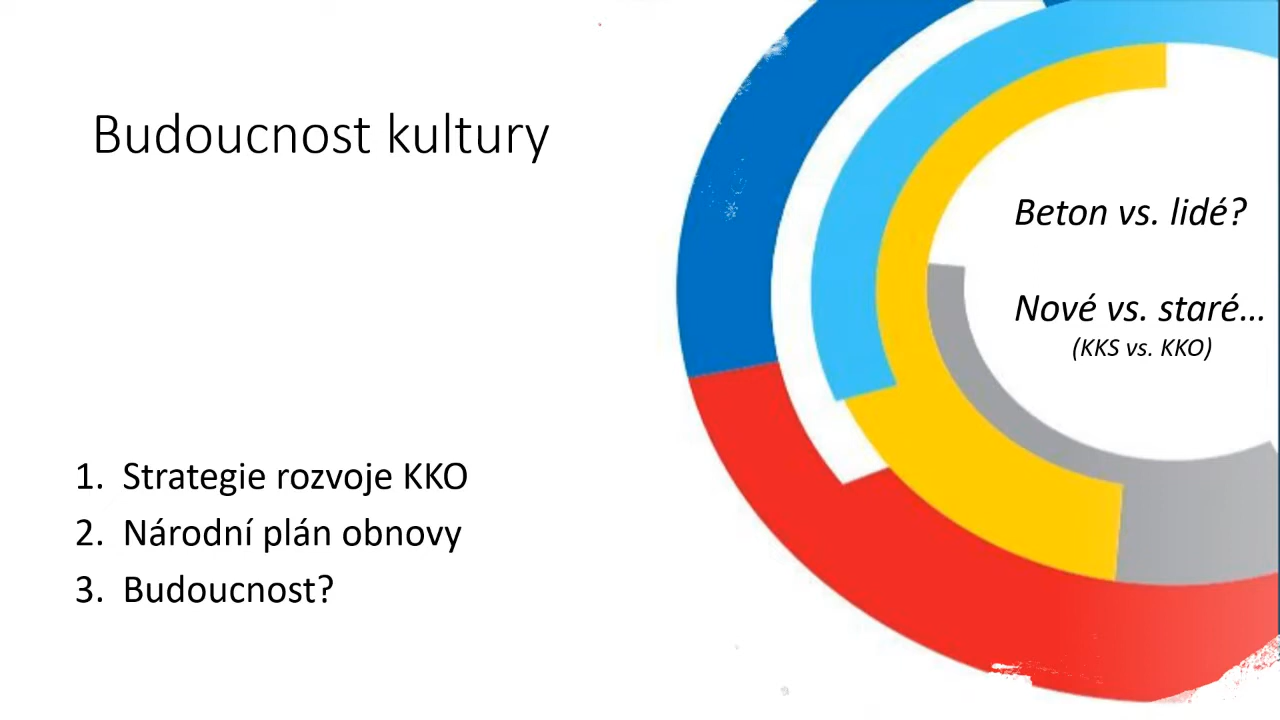 Budoucnost kultury
Beton vs. lidé?
Nové vs. staré...
(KKS vs. KKO)
1. Strategie rozvoje KKO
2. Národní plán obnovy
3. Budoucnost?